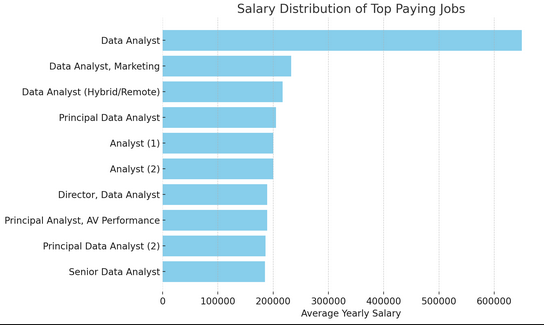 Salary Distribution of Top Paying Jobs
Data Analyst
Data Analyst, Marketing
Data Analyst (Hybrid/Remote)
Principal Data Analyst
Analyst (1)
Analyst (2)
Director, Data Analyst
Principal Analyst, AV Performance
Principal Data Analyst (2)
Senior Data Analyst
0 100000 200000 300000 400000 500000 600000
Average Yearly Salary